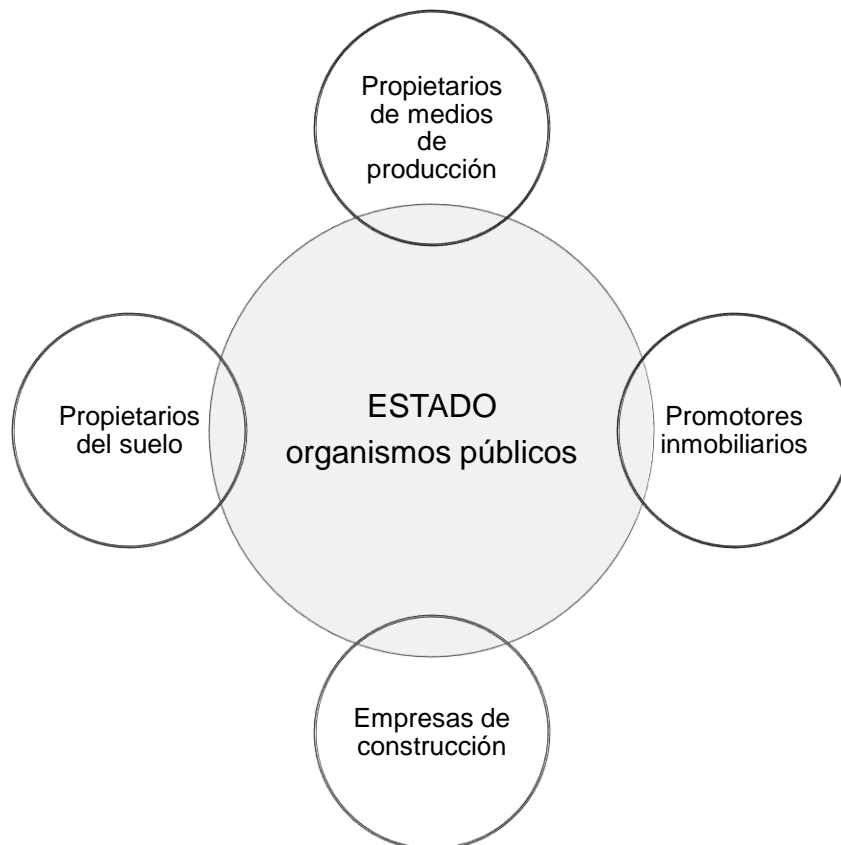 Propietarios
de medios
de
producción
Propietarios
del suelo
ESTADO
organismos públicos
Promotores
inmobiliarios
Empresas de
construcción